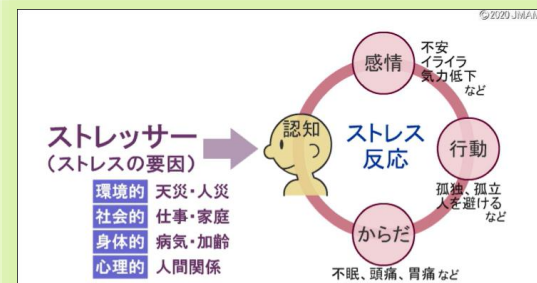 ©2020 JMAM
感情
不安
イライラ
気力低下
など
認知
ストレス
反応
行動
孤独、孤立
人を避ける
など
からだ
不眠、頭痛、胃痛など
ストレッサー
(ストレスの要因)
環境的 天災・人災
社会的 仕事・家庭
身体的 病気・加齢
心理的 人間関係